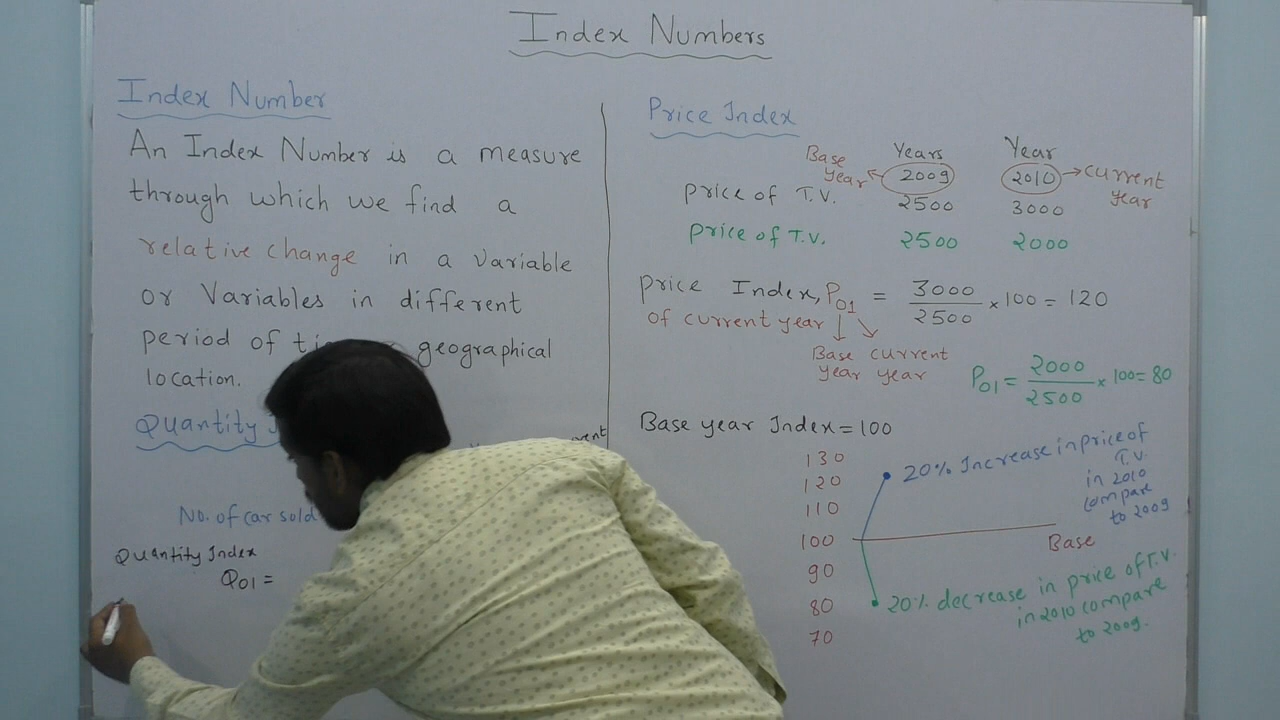 Index Numbers
Index Number
An Index Number is a measure
through which we find a
relative change in a Variable
or Variables in different
period of geographical
location.
Quantity
No. of car sold
Quantity Index
Q01 =
Price Index
Base Year
Years Year
2009 2010 current year
price of T.V. 2500 3000
price of T.V. 2500 2000
price Index, P01 = 3000/2500 × 100 = 120
of current year
Base year current year
P01 = 2000/2500 × 100 = 80
Base year Index = 100
130
120
110
100
90
80
70
20% Increase in price of
T.V.
in 2010
compare
to 2009
Base
20% decrease in price of T.V.
in 2010 compare
to 2009.